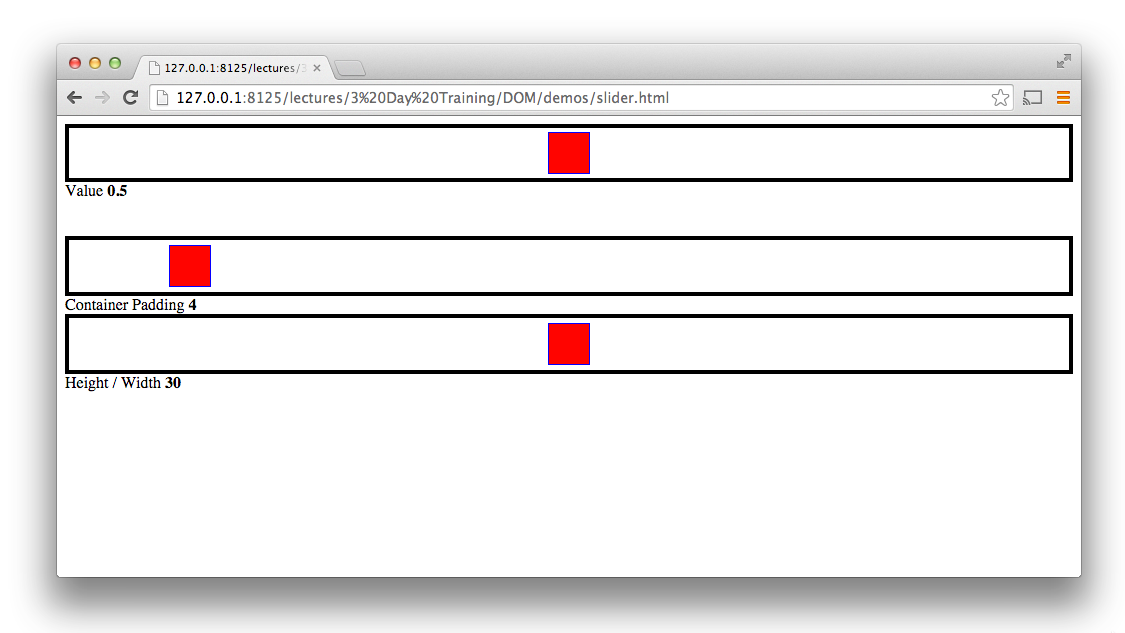 127.0.0.1:8125/lectures/3
127.0.0.1:8125/lectures/3%20Day%20Training/DOM/demos/slider.html
Value 0.5
Container Padding 4
Height / Width 30